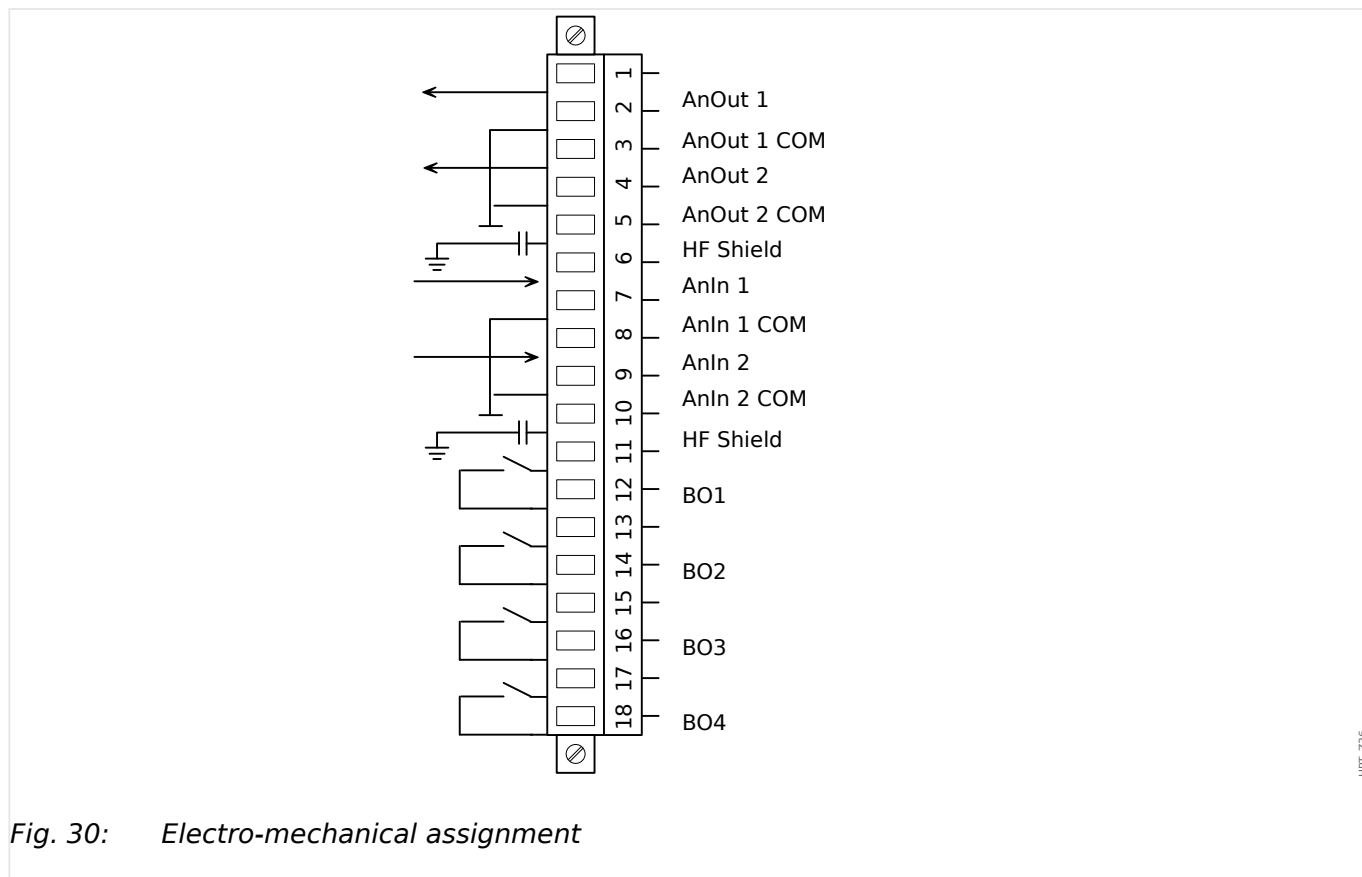 1
AnOut 1
2
AnOut 1 COM
3
AnOut 2
4
AnOut 2 COM
5
HF Shield
6
AnIn 1
7
AnIn 1 COM
8
AnIn 2
9
AnIn 2 COM
10
HF Shield
11
12
BO1
13
14
BO2
15
16
BO3
17
18
BO4
Fig. 30: Electro-mechanical assignment